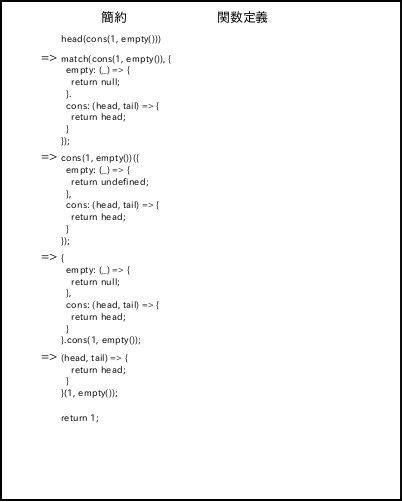 簡約 関数定義
head(cons(1, empty()))
=> match(cons(1, empty()), {
empty: (_) => {
return null;
}.
cons: (head, tail) => {
return head;
}
});
=> cons(1, empty())({
empty: (_) => {
return undefined;
},
cons: (head, tail) => {
return head;
}
});
=> {
empty: (_) => {
return null;
},
cons: (head, tail) => {
return head;
}
}.cons(1, empty());
=> (head, tail) => {
return head;
}
}(1, empty());
return 1;